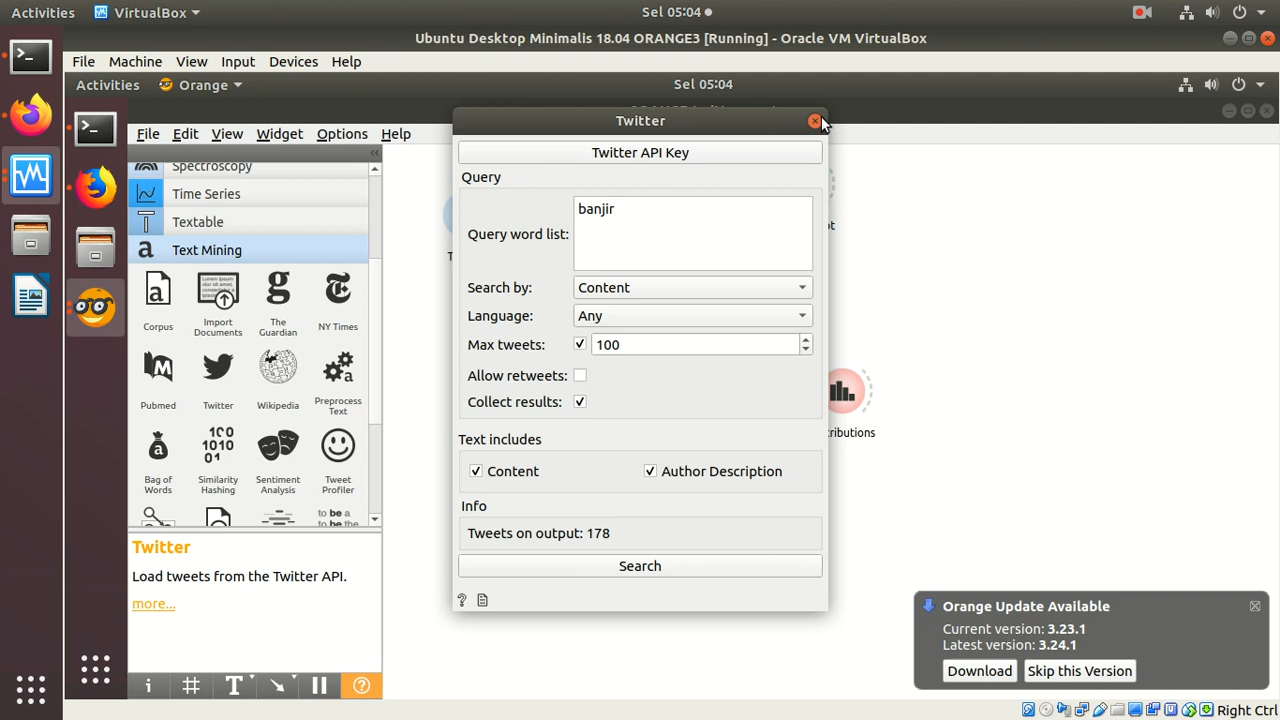 Activities VirtualBox Sel 05:04
Ubuntu Desktop Minimalis 18.04 ORANGE3 [Running] - Oracle VM VirtualBox
File Machine View Input Devices Help
Activities Orange Sel 05:04
File Edit View Widget Options Help
Twitter
Twitter API Key
Query
Query word list: banjir
Search by: Content
Language: Any
Max tweets: 100
Allow retweets:
Collect results:
Text includes
Content Author Description
Info
Tweets on output: 178
Search
Spectroscopy
Time Series
Textable
Text Mining
Corpus
Import Documents
The Guardian
NY Times
Pubmed
Twitter
Wikipedia
Preprocess Text
Bag of Words
Similarity Hashing
Sentiment Analysis
Tweet Profiler
to be a
to be the
Twitter
Load tweets from the Twitter API.
more...
ributions
Orange Update Available
Current version: 3.23.1
Latest version: 3.24.1
Download Skip this Version
Right Ctrl